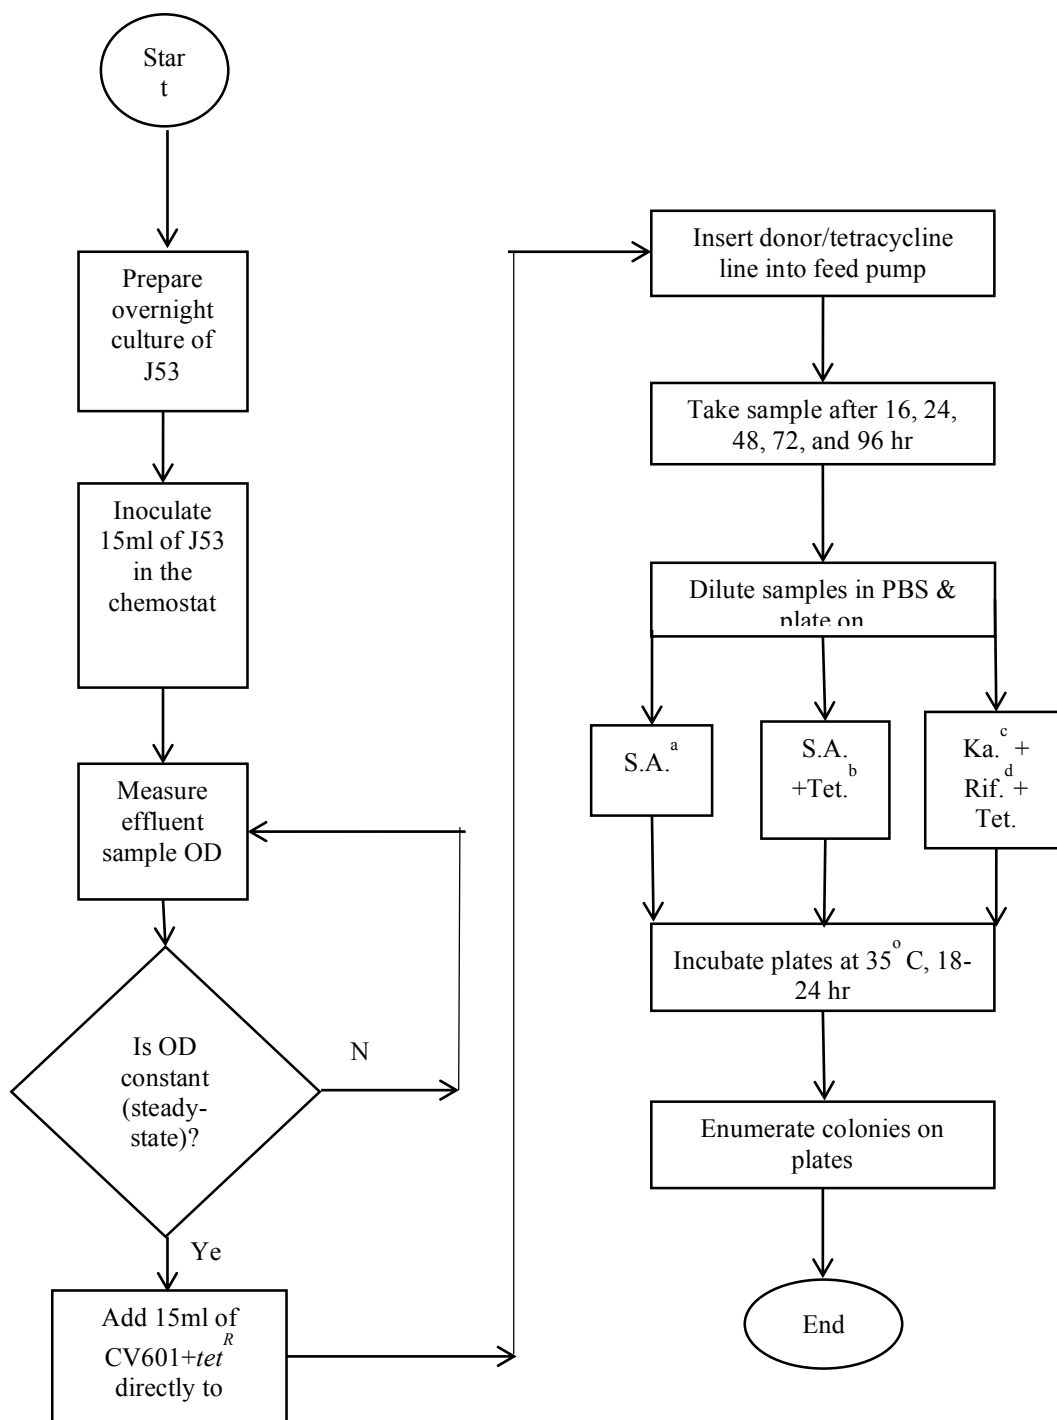 Star
t
Prepare
overnight
culture of
J53
Inoculate
15ml of J53
in the
chemostat
Measure
effluent
sample OD
Is OD
constant
(steady-
state)?
N
Ye
Add 15ml of
CV601+tetᴿ
directly to
Insert donor/tetracycline
line into feed pump
Take sample after 16, 24,
48, 72, and 96 hr
Dilute samples in PBS &
plate on
S.A.ᵃ
S.A.
+Tet.ᵇ
Ka.ᶜ +
Rif.ᵈ+
Tet.
Incubate plates at 35° C, 18-
24 hr
Enumerate colonies on
plates
End